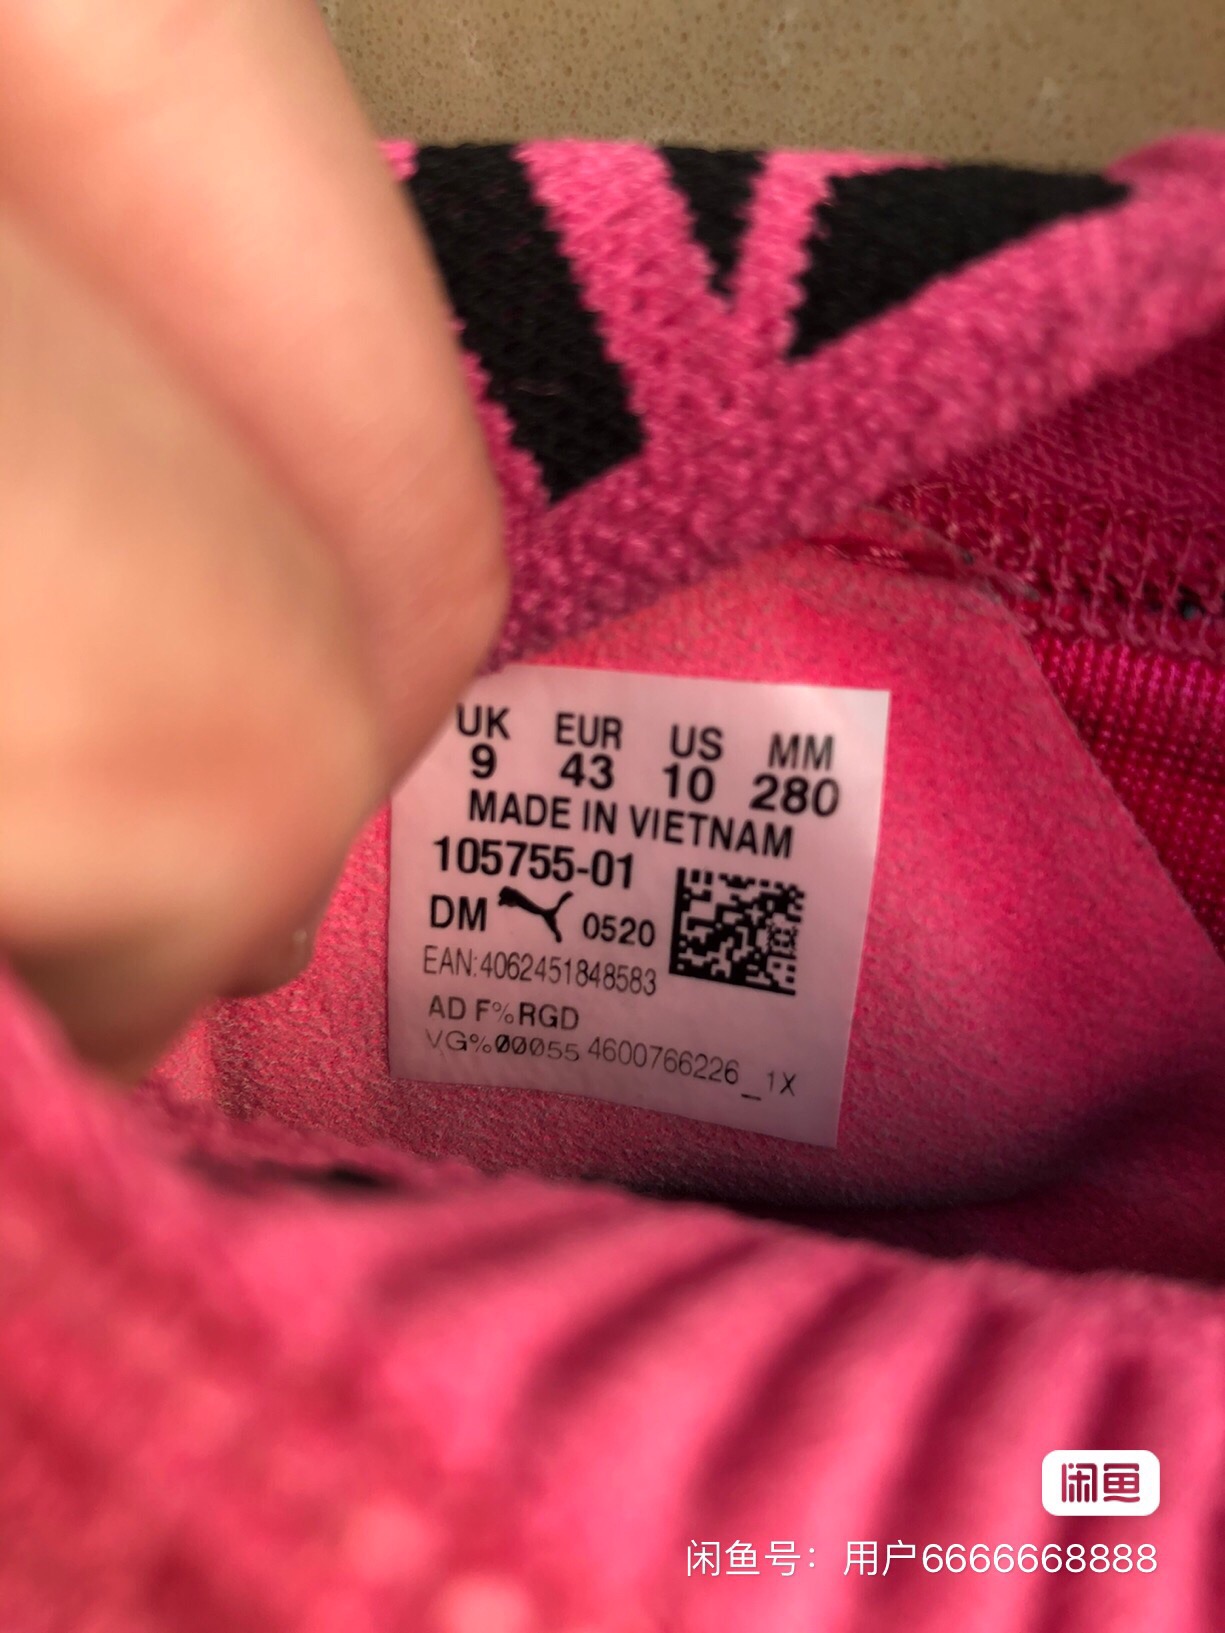 UK EUR US MM
9 43 10 280
MADE IN VIETNAM
105755-01
DM 0520
EAN:4062451848583
AD F%RGD
VG%00055 4600766226_1X
闲鱼
闲鱼号：用户6666668888